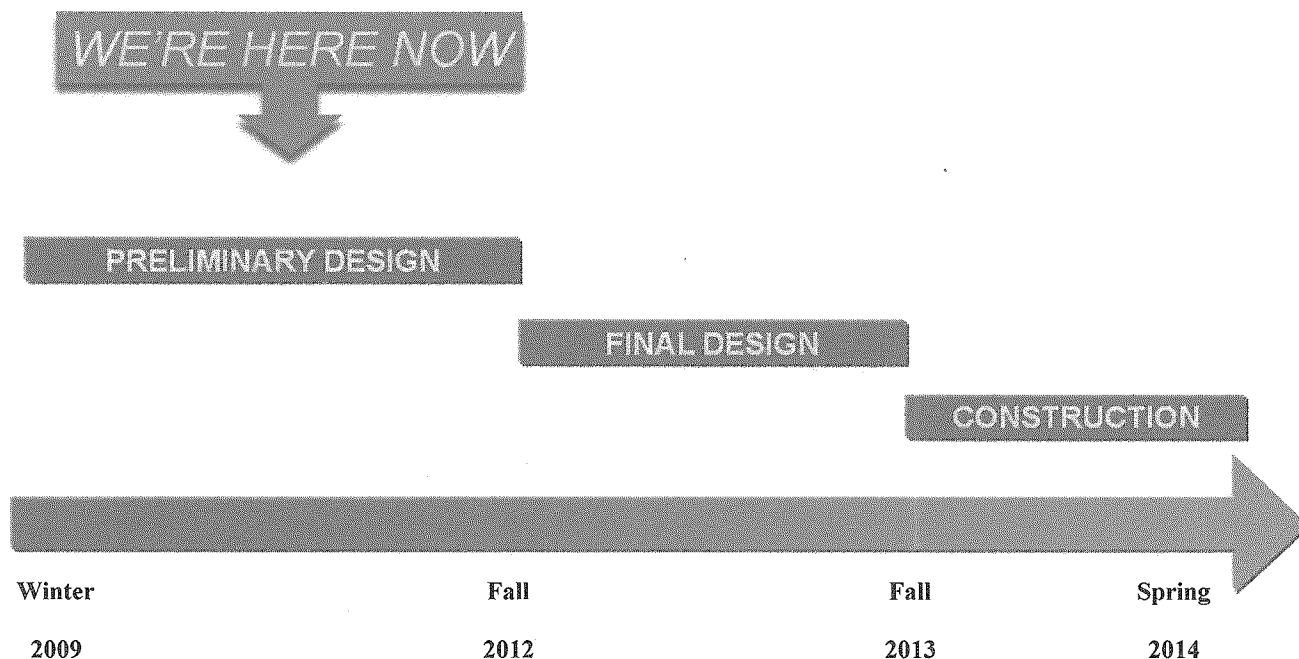 WE'RE HERE NOW
PRELIMINARY DESIGN
FINAL DESIGN
CONSTRUCTION
Winter Fall Fall Spring
2009 2012 2013 2014